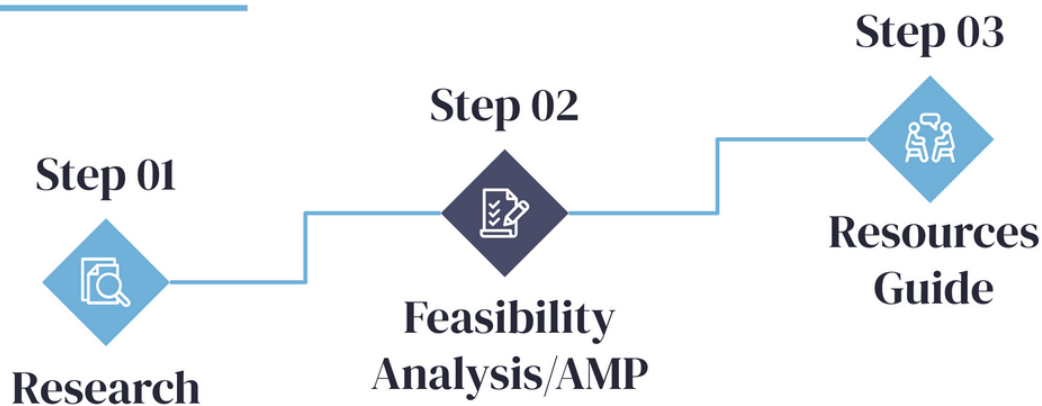 Step 01
Research
Step 02
Feasibility
Analysis/AMP
Step 03
Resources
Guide